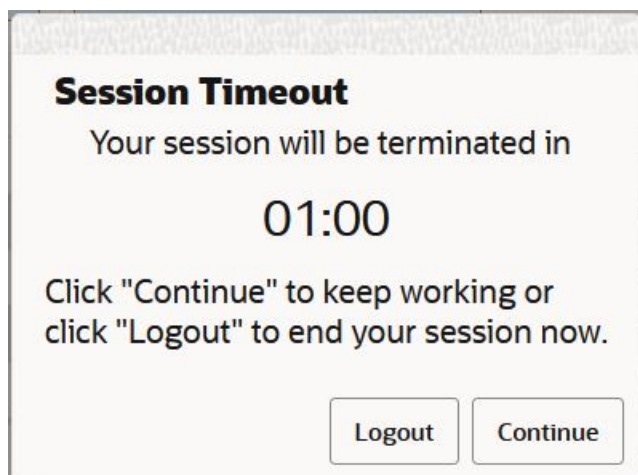 Session Timeout
Your session will be terminated in
01:00
Click "Continue" to keep working or
click "Logout" to end your session now.
Logout
Continue